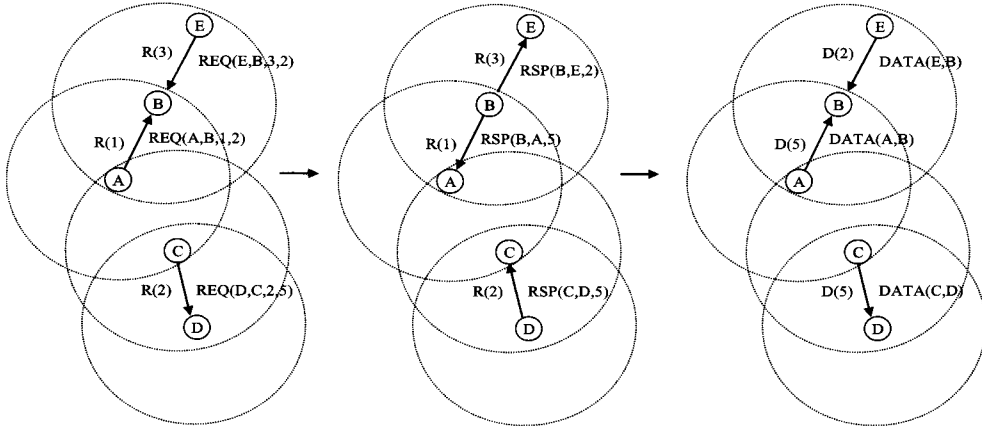 E
R(3)
REQ(E,B,3,2)
B
R(1)
REQ(A,B,1,2)
A
C
R(2)
REQ(D,C,2,5)
D
E
R(3)
RSP(B,E,2)
B
R(1)
RSP(B,A,5)
A
C
R(2)
RSP(C,D,5)
D
E
D(2)
DATA(E,B)
B
D(5)
DATA(A,B)
A
C
D(5)
DATA(C,D)
D